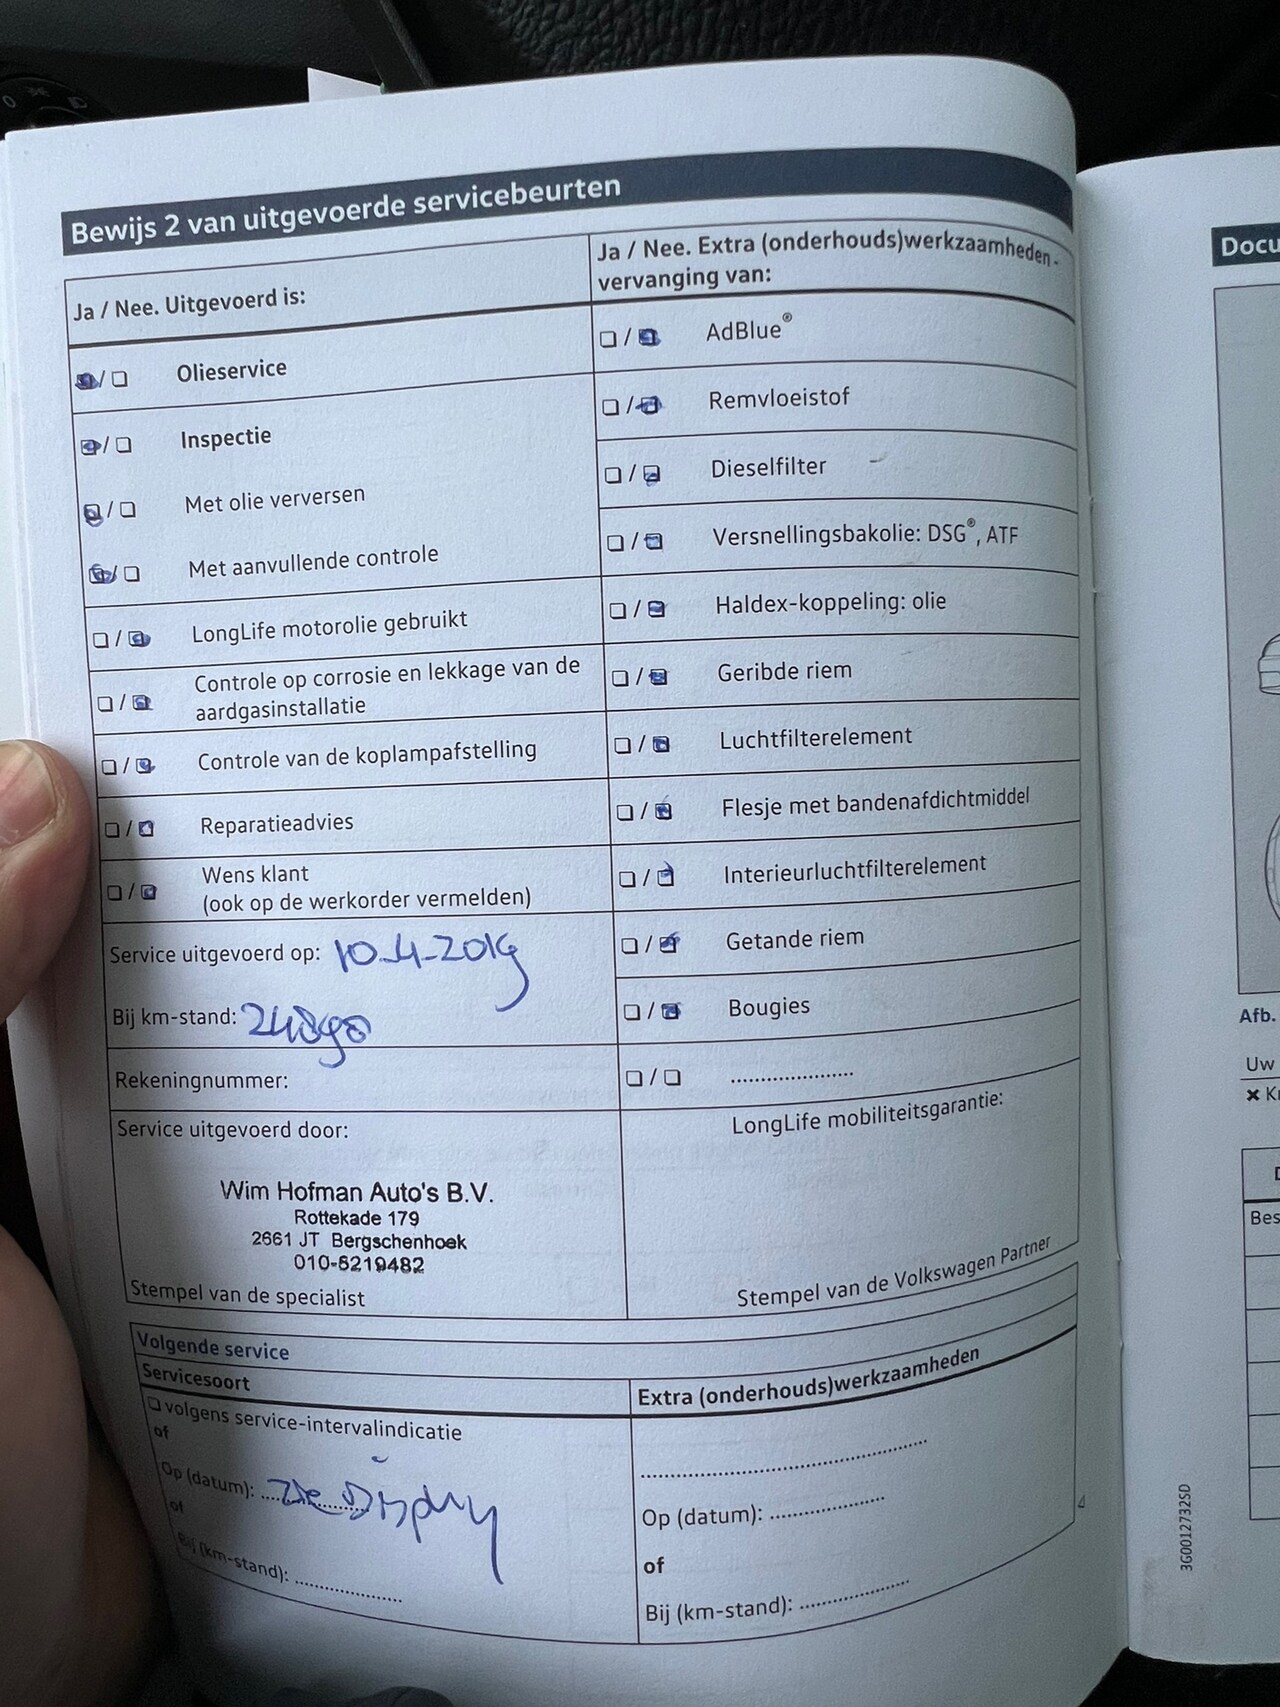 Bewijs 2 van uitgevoerde servicebeurten
Ja / Nee. Uitgevoerd is:
❏ / ❏ Olieservice
❏ / ❏ Inspectie
❏ / ❏ Met olie verversen
❏ / ❏ Met aanvullende controle
❏ / ❏ LongLife motorolie gebruikt
❏ / ❏ Controle op corrosie en lekkage van de
aardgasinstallatie
❏ / ❏ Controle van de koplampafstelling
❏ / ❏ Reparatieadvies
❏ / ❏ Wens klant
(ook op de werkorder vermelden)
Service uitgevoerd op: 10-4-2019
Bij km-stand:
Rekeningnummer:
Service uitgevoerd door:
Wim Hofman Auto's B.V.
Rottekade 179
2661 JT Bergschenhoek
010-5219482
Stempel van de specialist
Ja / Nee. Extra (onderhouds)werkzaamheden -
vervanging van:
❏ / ❏ AdBlue®
❏ / ❏ Remvloeistof
❏ / ❏ Dieselfilter
❏ / ❏ Versnellingsbakolie: DSG®, ATF
❏ / ❏ Haldex-koppeling: olie
❏ / ❏ Geribde riem
❏ / ❏ Luchtfilterelement
❏ / ❏ Flesje met bandenafdichtmiddel
❏ / ❏ Interieurluchtfilterelement
❏ / ❏ Getande riem
❏ / ❏ Bougies
❏ / ❏ ....................
LongLife mobiliteitsgarantie:
Stempel van de Volkswagen Partner
Volgende service
Servicesoort
❏ volgens service-intervalindicatie
of
Op (datum): Zie Display
of
Bij (km-stand): ..................
Extra (onderhouds)werkzaamheden
..............................................
Op (datum): ..................
of
Bij (km-stand): ..................
Docu
Afb.
Uw
✖ Kr
Bes
3G0012732SD